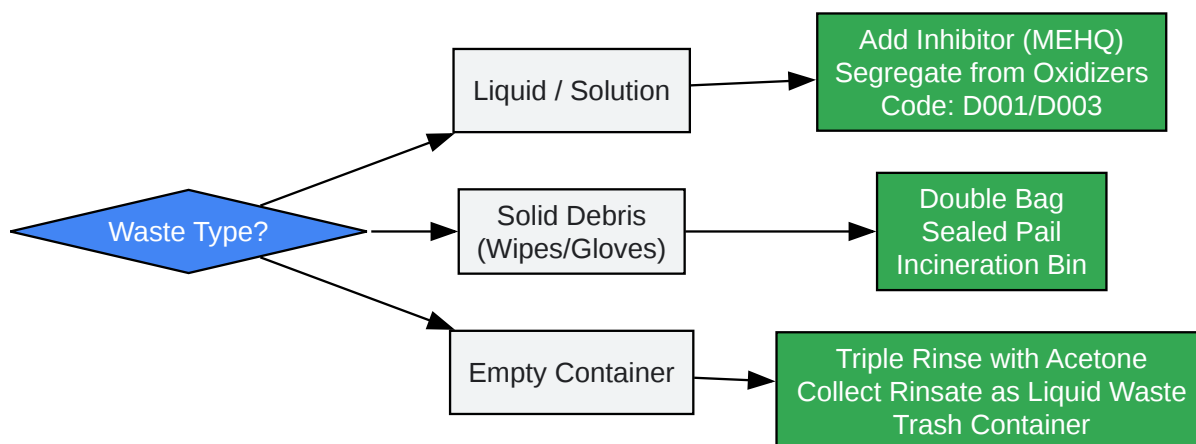 Waste Type?
Liquid / Solution
Add Inhibitor (MEHQ)
Segregate from Oxidizers
Code: D001/D003
Solid Debris
(Wipes/Gloves)
Double Bag
Sealed Pail
Incineration Bin
Empty Container
Triple Rinse with Acetone
Collect Rinsate as Liquid Waste
Trash Container